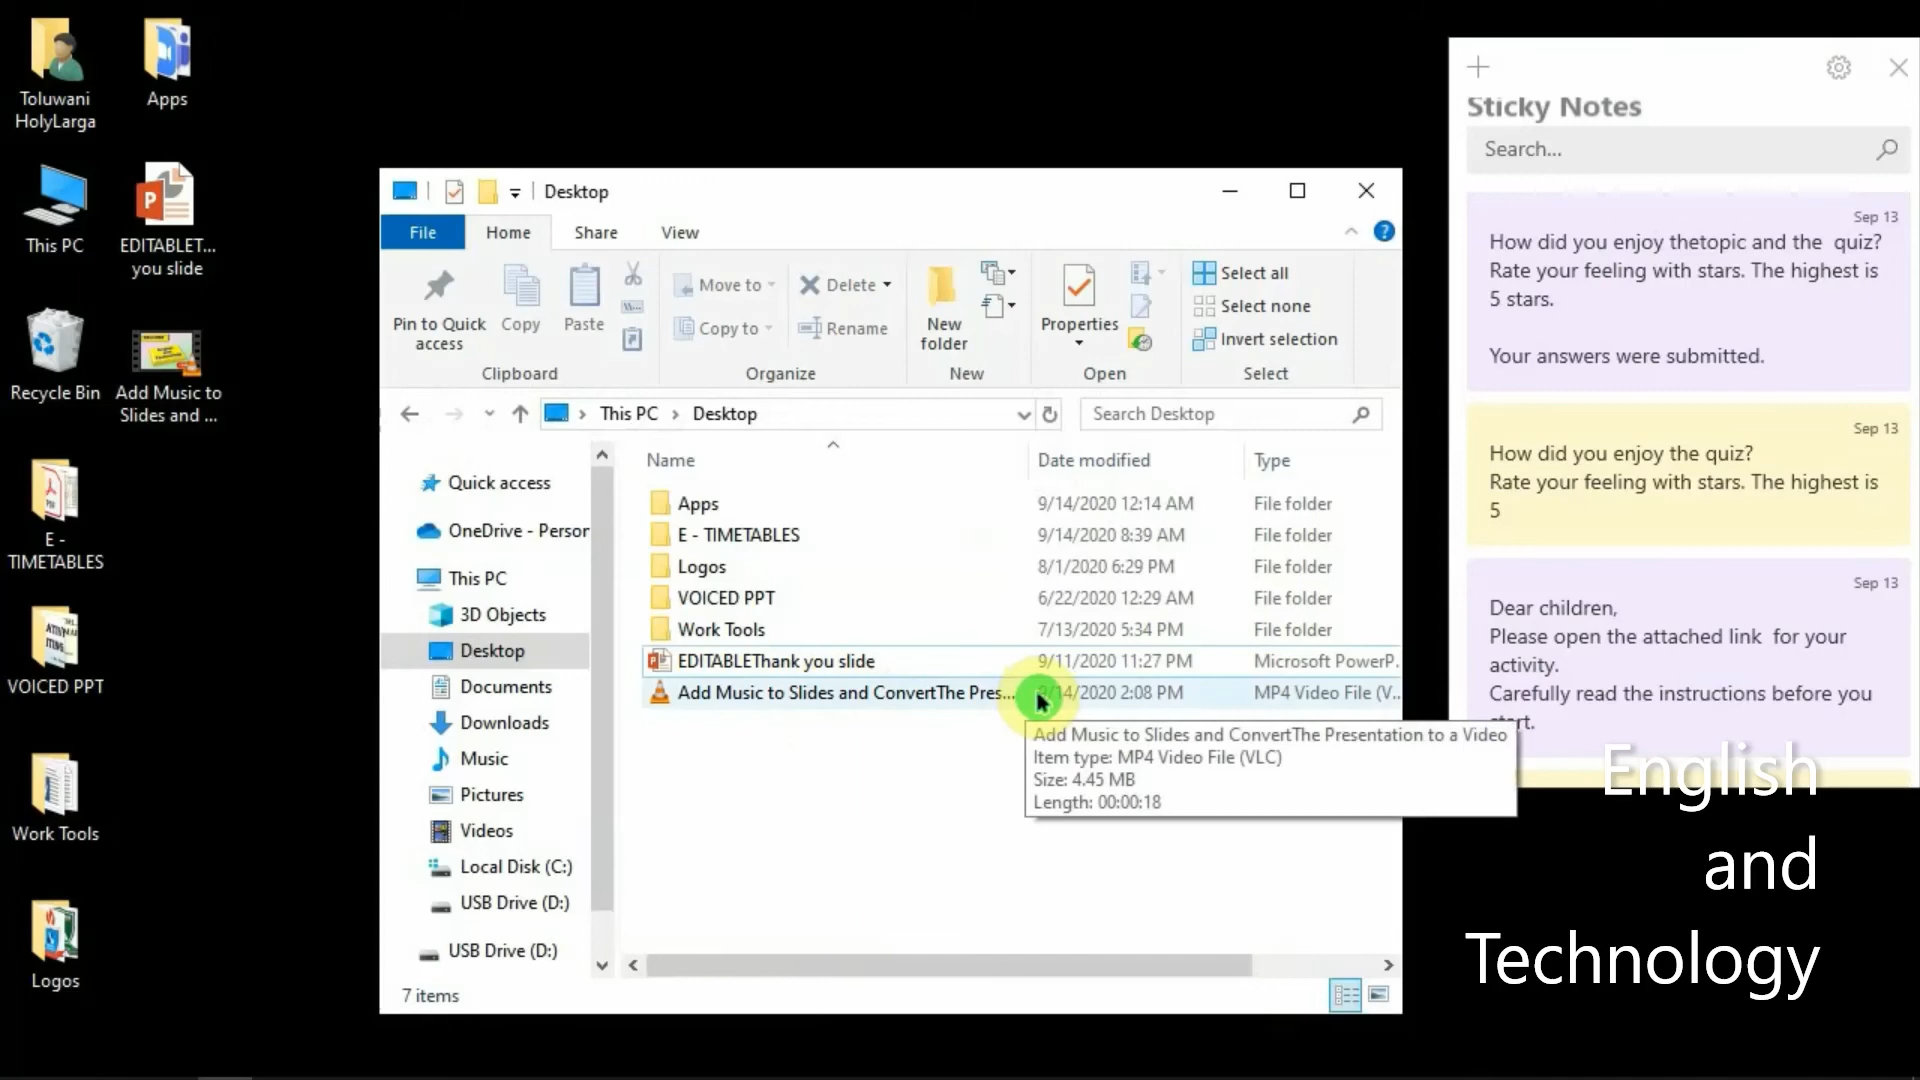 Toluwani
HolyLarga
Apps
This PC
EDITABLET...
you slide
Recycle Bin
Add Music to
Slides and ...
E -
TIMETABLES
VOICED PPT
Work Tools
Logos
Desktop
File
Home
Share
View
Pin to Quick
access
Copy
Paste
Move to
Copy to
Delete
Rename
New
folder
Properties
Select all
Select none
Invert selection
Clipboard
Organize
New
Open
Select
This PC
Desktop
Search Desktop
Quick access
OneDrive - Person
This PC
3D Objects
Desktop
Documents
Downloads
Music
Pictures
Videos
Local Disk (C:)
USB Drive (D:)
USB Drive (D:)
Name Date modified Type
Apps 9/14/2020 12:14 AM File folder
E - TIMETABLES 9/14/2020 8:39 AM File folder
Logos 8/1/2020 6:29 PM File folder
VOICED PPT 6/22/2020 12:29 AM File folder
Work Tools 7/13/2020 5:34 PM File folder
EDITABLEThank you slide 9/11/2020 11:27 PM Microsoft PowerP.
Add Music to Slides and ConvertThe Pres... 9/14/2020 2:08 PM MP4 Video File (V...
Add Music to Slides and ConvertThe Presentation to a Video
Item type: MP4 Video File (VLC)
Size: 4.45 MB
Length: 00:00:18
7 items
Sticky Notes
Search...
Sep 13
How did you enjoy thetopic and the quiz?
Rate your feeling with stars. The highest is
5 stars.
Your answers were submitted.
Sep 13
How did you enjoy the quiz?
Rate your feeling with stars. The highest is
5
Sep 13
Dear children,
Please open the attached link for your
activity.
Carefully read the instructions before you
start.
English
and
Technology